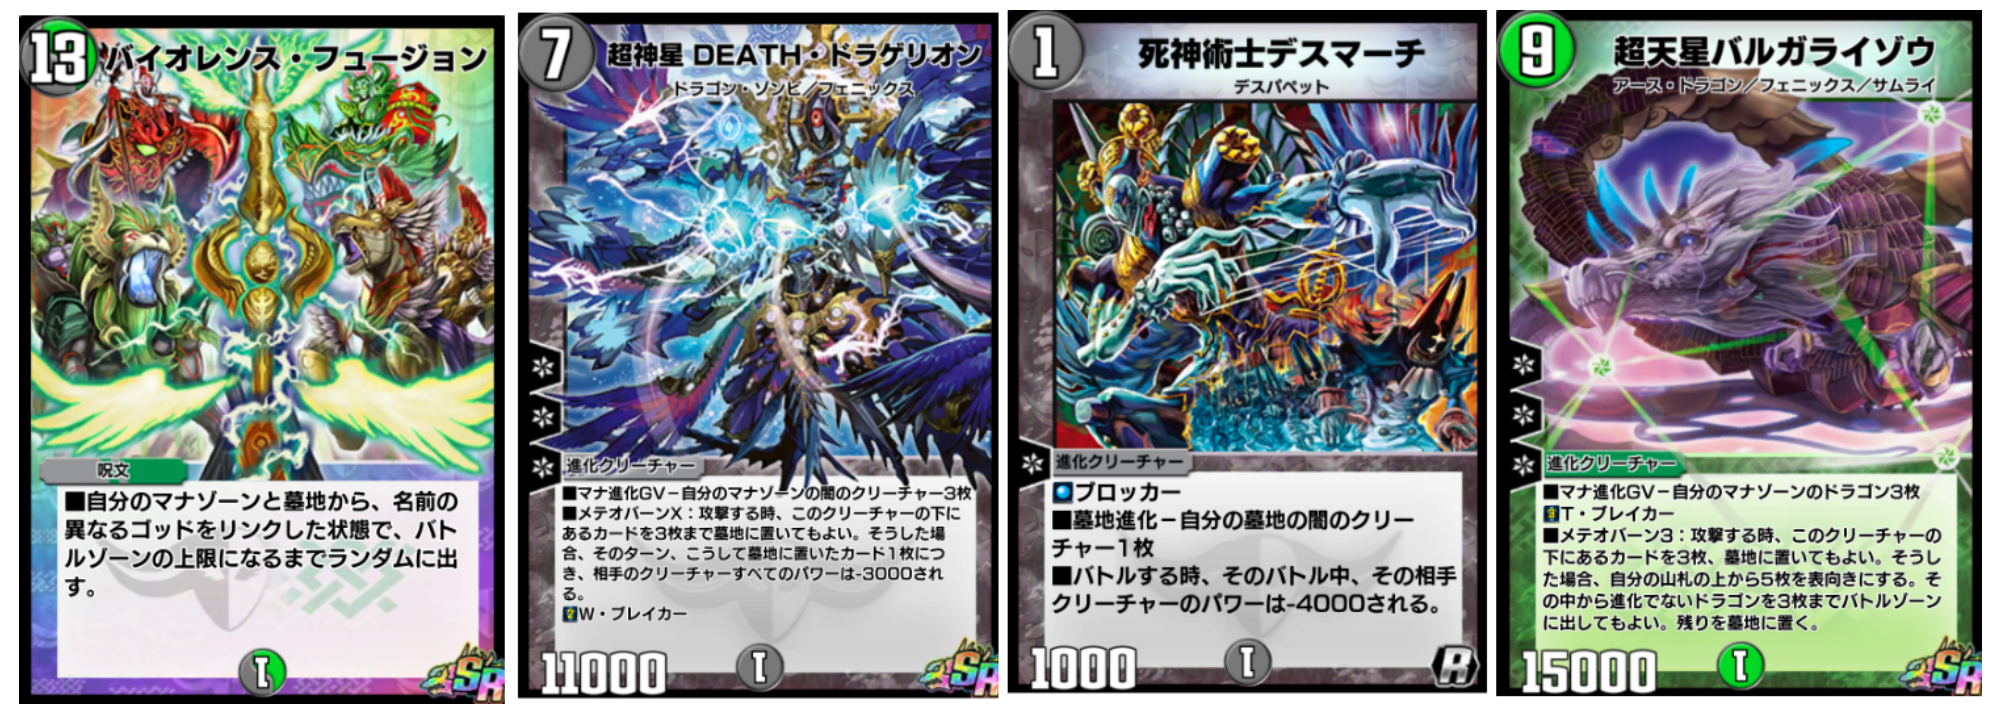 13
バイオレンス・フュージョン
呪文
■自分のマナゾーンと墓地から、名前の
異なるゴッドをリンクした状態で、バト
ルゾーンの上限になるまでランダムに出
す。
1
SR
7
超神星 DEATH・ドラゲリオン
ドラゴン・ゾンビ／フェニックス
進化クリーチャー
■マナ進化GV－自分のマナゾーンの闇のクリーチャー3枚
■メテオバーンX：攻撃する時、このクリーチャーの下に
あるカードを3枚まで墓地に置いてもよい。そうした場
合、そのターン、こうして墓地に置いたカード1枚につ
き、相手のクリーチャーすべてのパワーは-3000され
る。
2W・ブレイカー
11000
1
SR
1
死神術士デスマーチ
デスパペット
進化クリーチャー
ブロッカー
■墓地進化－自分の墓地の闇のクリー
チャー1枚
■バトルする時、そのバトル中、その相手
クリーチャーのパワーは-4000される。
1000
1
R
9
超天星バルガライゾウ
アース・ドラゴン／フェニックス／サムライ
進化クリーチャー
■マナ進化GV－自分のマナゾーンのドラゴン3枚
3T・ブレイカー
■メテオバーン3：攻撃する時、このクリーチャーの
下にあるカードを3枚、墓地に置いてもよい。そうし
た場合、自分の山札の上から5枚を表向きにする。そ
の中から進化でないドラゴンを3枚までバトルゾーン
に出してもよい。残りを墓地に置く。
15000
1
SR